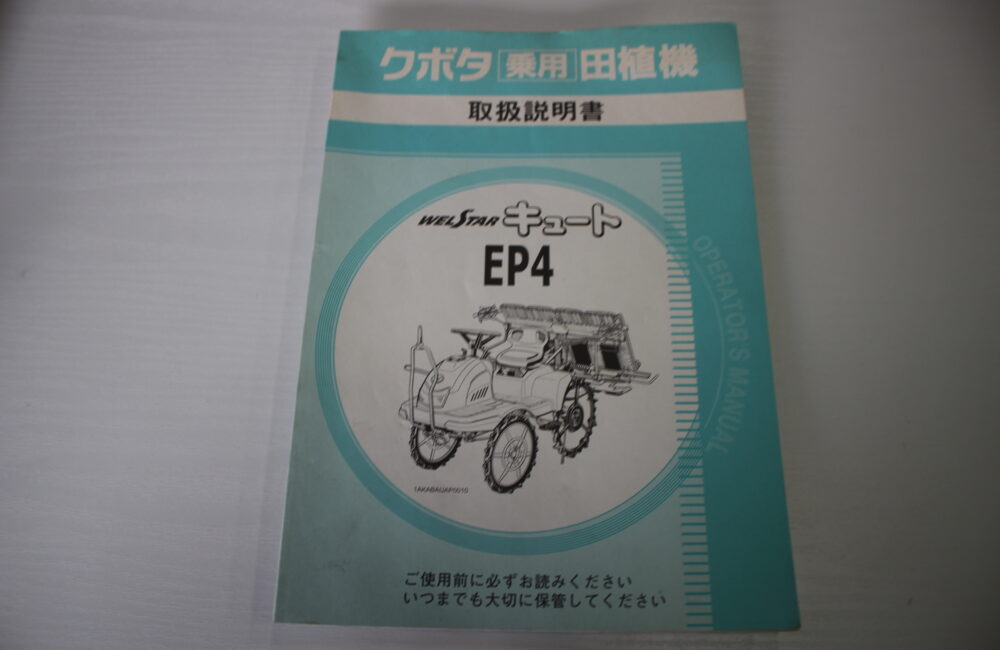 クボタ 乗用 田植機
取扱説明書
WELSTAR キュート
EP4
OPERATOR'S MANUAL
1AKABAUAP0010
ご使用前に必ずお読みください
いつまでも大切に保管してください